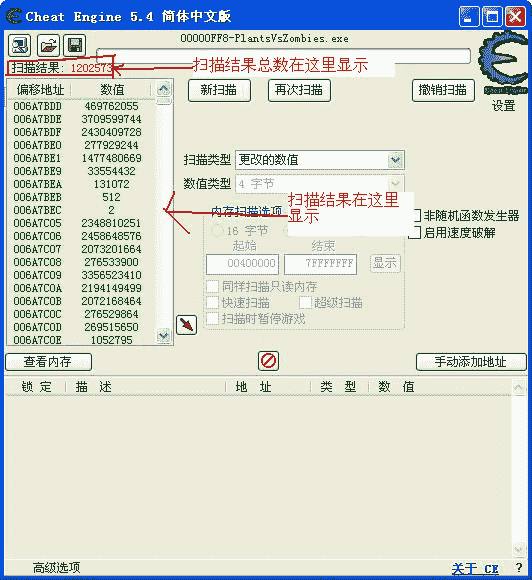 Cheat Engine 5.4 简体中文版
00000FF8-PlantsVsZombies.exe
扫描结果: 1202573
扫描结果总数在这里显示
偏移地址 数值
新扫描 再次扫描 撤销扫描
设置
006A7BDD 469762055
006A7BDE 3709599744
006A7BDF 2430409728
006A7BE0 277929244
006A7BE1 1477480669
006A7BE9 33554432
006A7BEA 131072
006A7BEB 512
006A7BEC 2
006A7C05 2348810251
006A7C06 2458648576
006A7C07 2073201664
006A7C08 276533900
006A7C09 3356523410
006A7C0A 2194149499
006A7C0B 2072168464
006A7C0C 276529864
006A7C0D 269515650
006A7C0E 1052795
扫描类型 更改的数值
数值类型 4 字节
扫描结果在这里
显示
内存扫描选项
非随机函数发生器
16 字节
启用速度破解
起始 结束
00400000 7FFFFFFF 显示
同样扫描只读内存
快速扫描 超级扫描
扫描时暂停游戏
查看内存 手动添加地址
锁定 描 述 地 址 类 型 数 值
高级选项 关于 CE ?